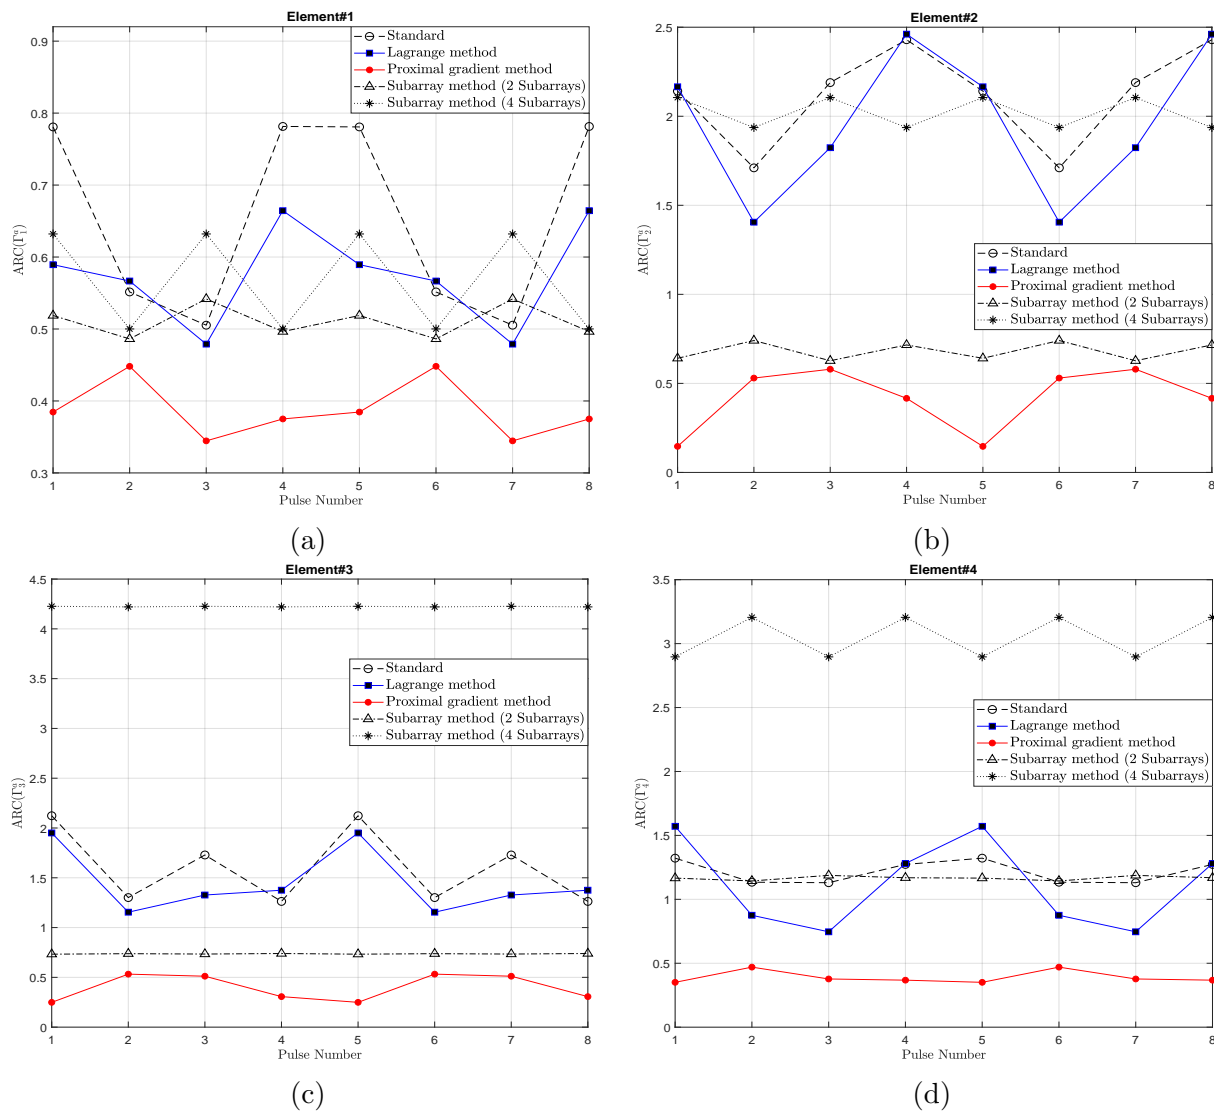 Element#1
0.9
0.8
0.7
0.6
0.5
0.4
0.3
ARC(Γ₁ᵃ)
Standard
Lagrange method
Proximal gradient method
Subarray method (2 Subarrays)
Subarray method (4 Subarrays)
1 2 3 4 5 6 7 8
Pulse Number
(a)
Element#2
2.5
2
1.5
1
0.5
0
ARC(Γ₂ᵃ)
Standard
Lagrange method
Proximal gradient method
Subarray method (2 Subarrays)
Subarray method (4 Subarrays)
1 2 3 4 5 6 7 8
Pulse Number
(b)
Element#3
4.5
4
3.5
3
2.5
2
1.5
1
0.5
0
ARC(Γ₃ᵃ)
Standard
Lagrange method
Proximal gradient method
Subarray method (2 Subarrays)
Subarray method (4 Subarrays)
1 2 3 4 5 6 7 8
Pulse Number
(c)
Element#4
3.5
3
2.5
2
1.5
1
0.5
0
ARC(Γ₄ᵃ)
Standard
Lagrange method
Proximal gradient method
Subarray method (2 Subarrays)
Subarray method (4 Subarrays)
1 2 3 4 5 6 7 8
Pulse Number
(d)